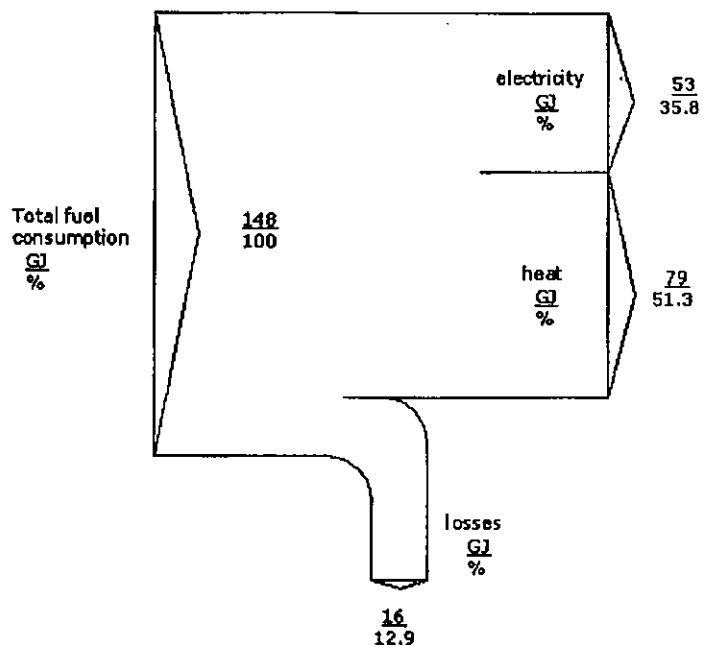 electricity
GJ
%
53
35.8
Total fuel
consumption
GJ
%
148
100
heat
GJ
%
79
51.3
losses
GJ
%
16
12.9